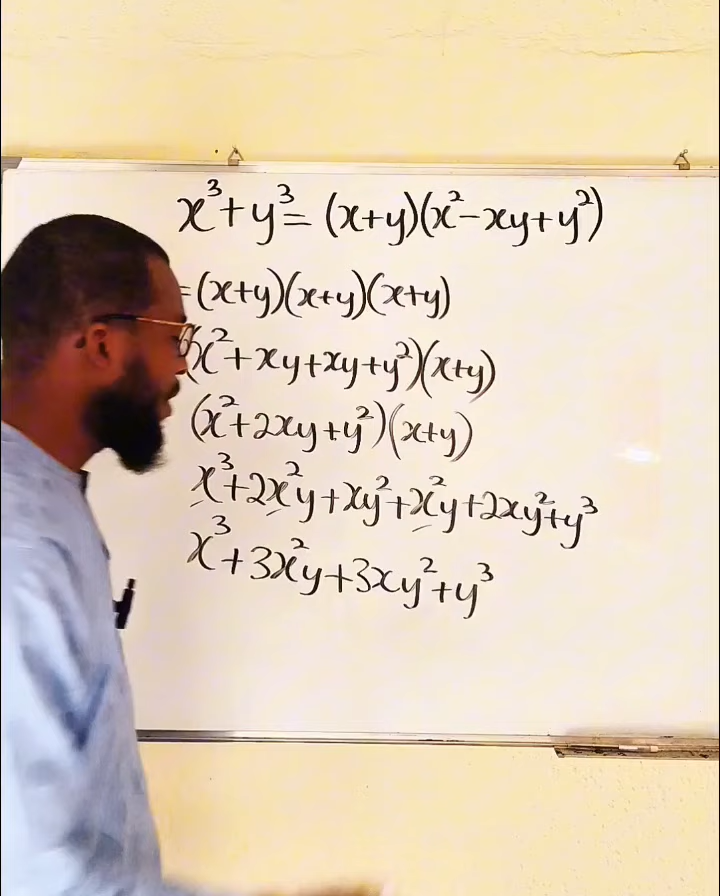 x³+y³= (x+y)(x²-xy+y²)
=(x+y)(x+y)(x+y)
(x²+xy+xy+y²)(x+y)
(x²+2xy+y²)(x+y)
x³+2x²y+xy²+x²y+2xy²+y³
x³+3x²y+3xy²+y³